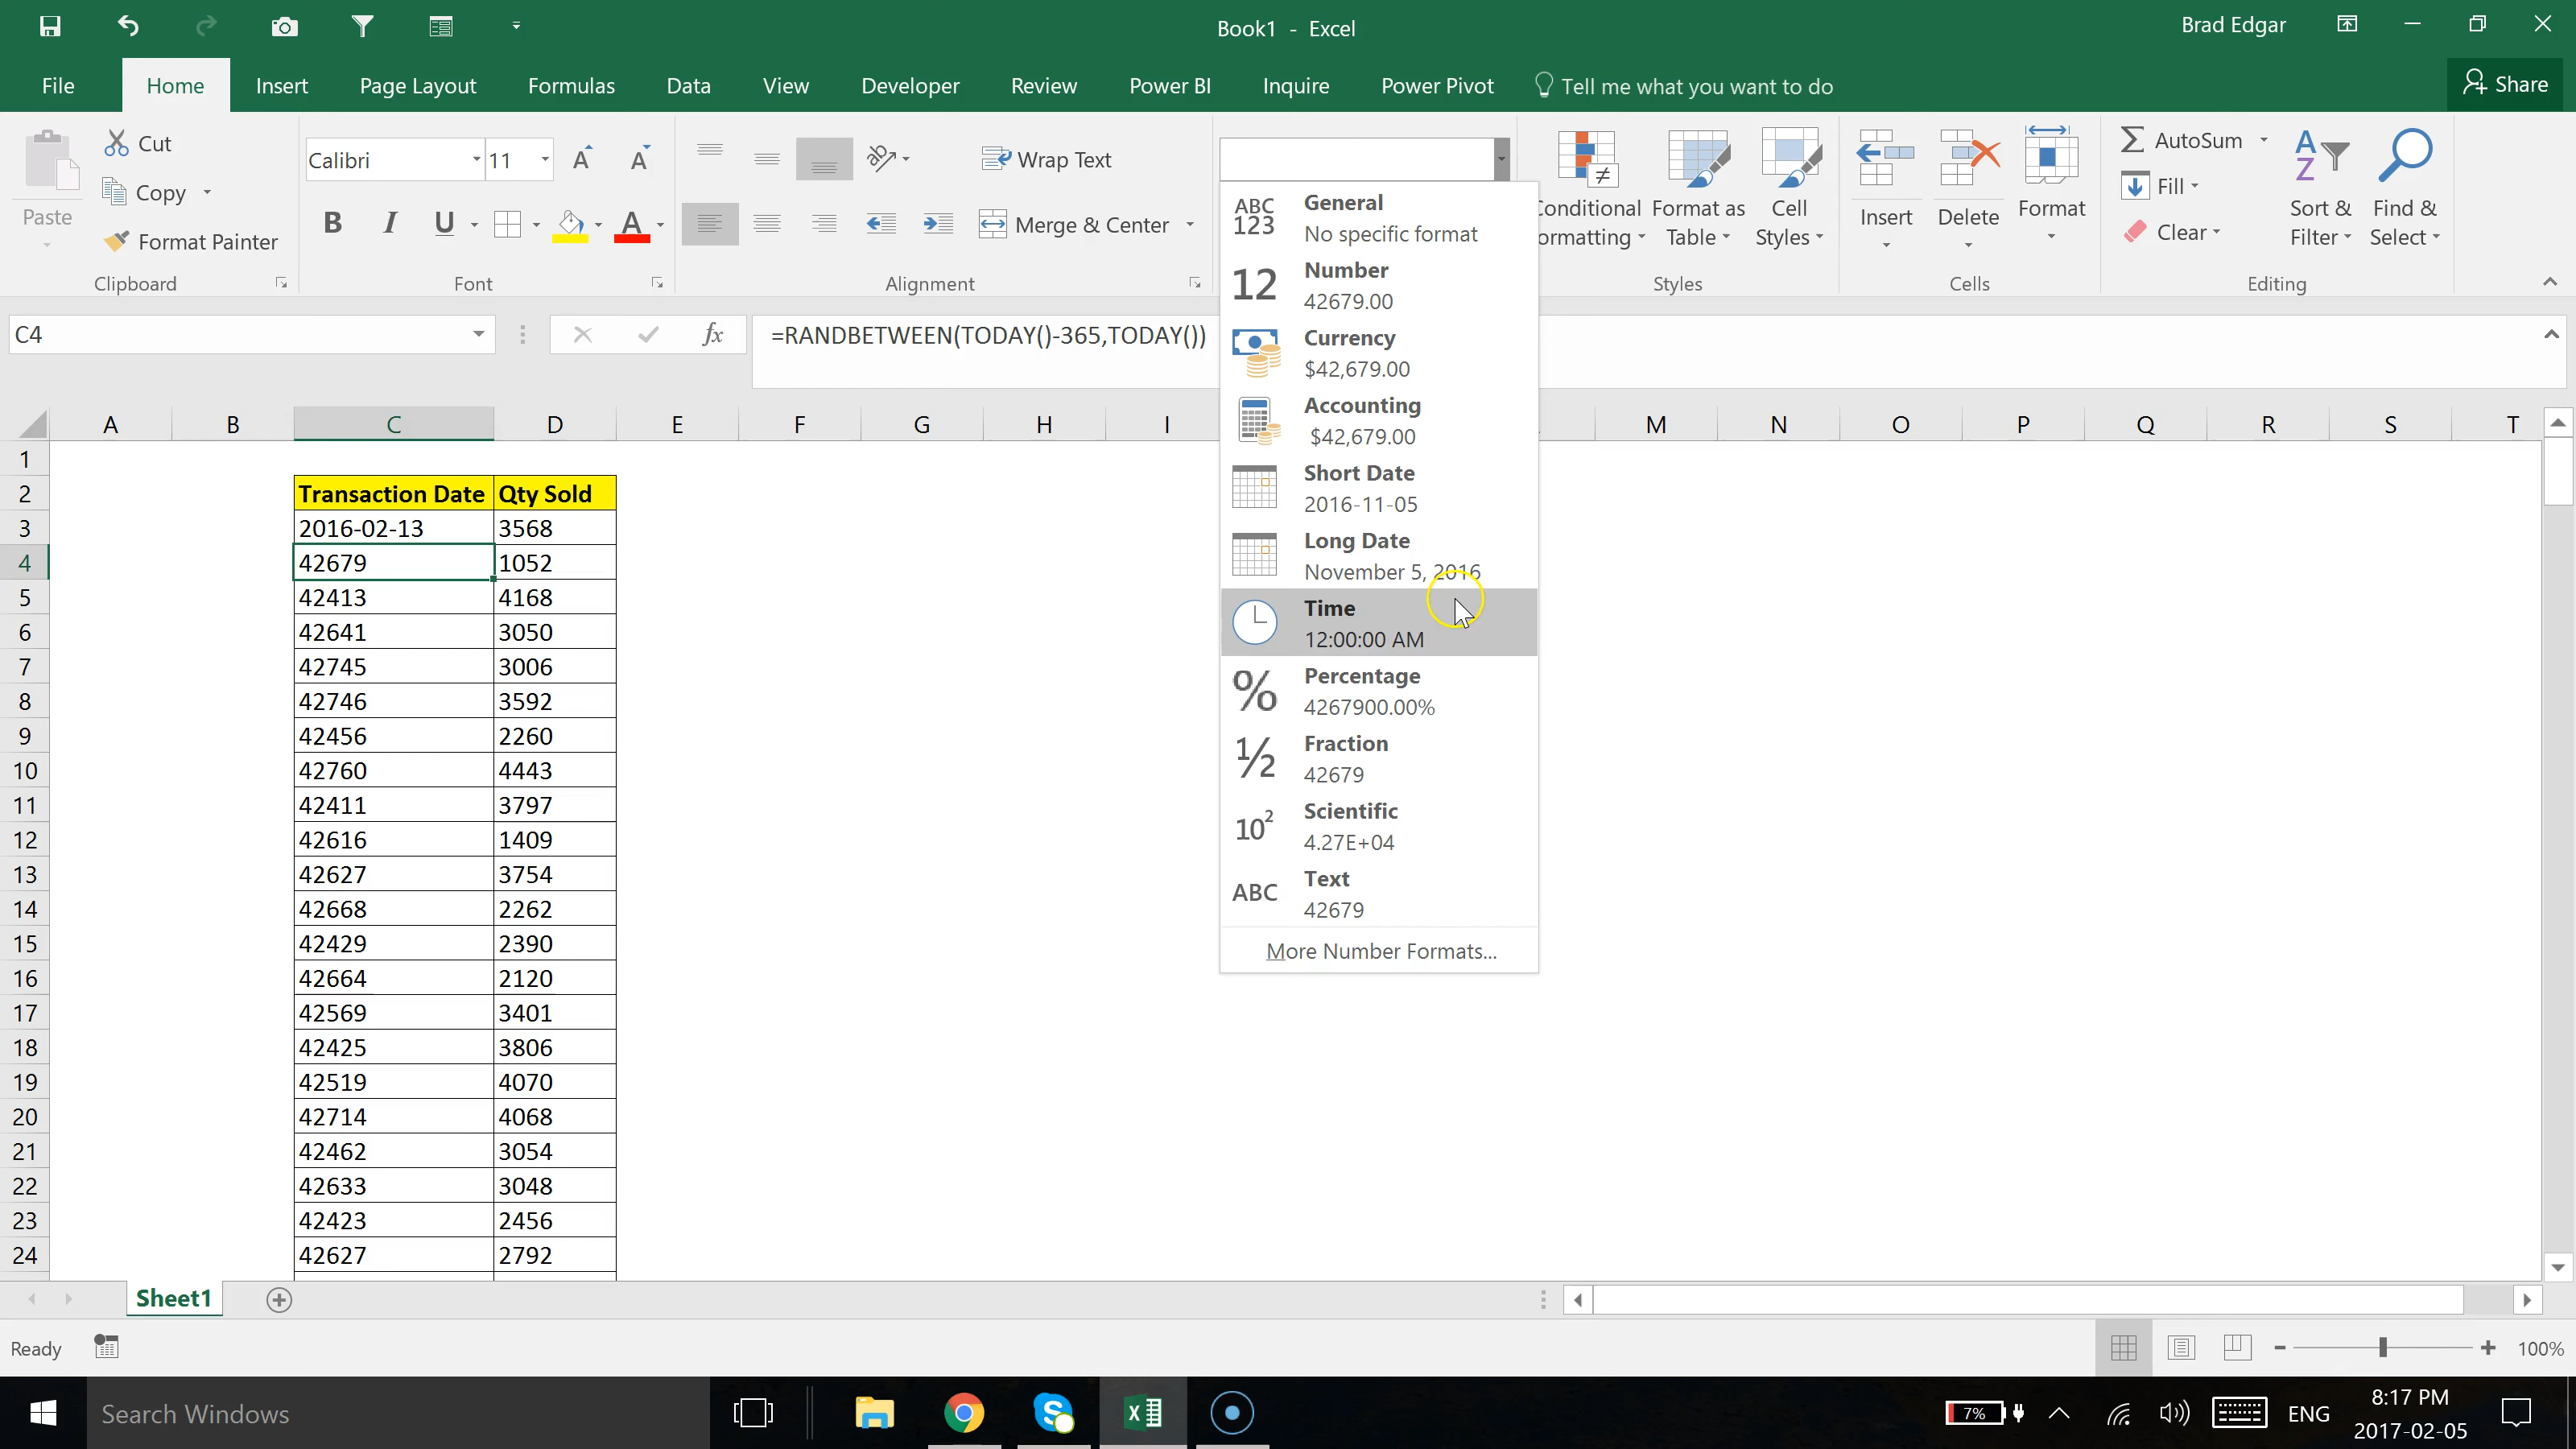 Book1 - Excel
Brad Edgar
File Home Insert Page Layout Formulas Data View Developer Review Power BI Inquire Power Pivot Tell me what you want to do Share
Paste
Cut
Copy
Format Painter
Clipboard
Calibri 11
B I U
Font
Wrap Text
Merge & Center
Alignment
Conditional
Formatting
Format as
Table
Cell
Styles
Styles
Insert
Delete
Format
Cells
AutoSum
Fill
Clear
Sort &
Filter
Find &
Select
Editing
C4
fx
=RANDBETWEEN(TODAY()-365,TODAY())
ABC
123
General
No specific format
12
Number
42679.00
Currency
$42,679.00
Accounting
$42,679.00
Short Date
2016-11-05
Long Date
November 5, 2016
Time
12:00:00 AM
%
Percentage
4267900.00%
½
Fraction
42679
10²
Scientific
4.27E+04
ABC
Text
42679
More Number Formats...
A B C D E F G H I M N O P Q R S T
1
2 Transaction Date Qty Sold
3 2016-02-13 3568
4 42679 1052
5 42413 4168
6 42641 3050
7 42745 3006
8 42746 3592
9 42456 2260
10 42760 4443
11 42411 3797
12 42616 1409
13 42627 3754
14 42668 2262
15 42429 2390
16 42664 2120
17 42569 3401
18 42425 3806
19 42519 4070
20 42714 4068
21 42462 3054
22 42633 3048
23 42423 2456
24 42627 2792
Sheet1
Ready
100%
Search Windows
7%
ENG
8:17 PM
2017-02-05